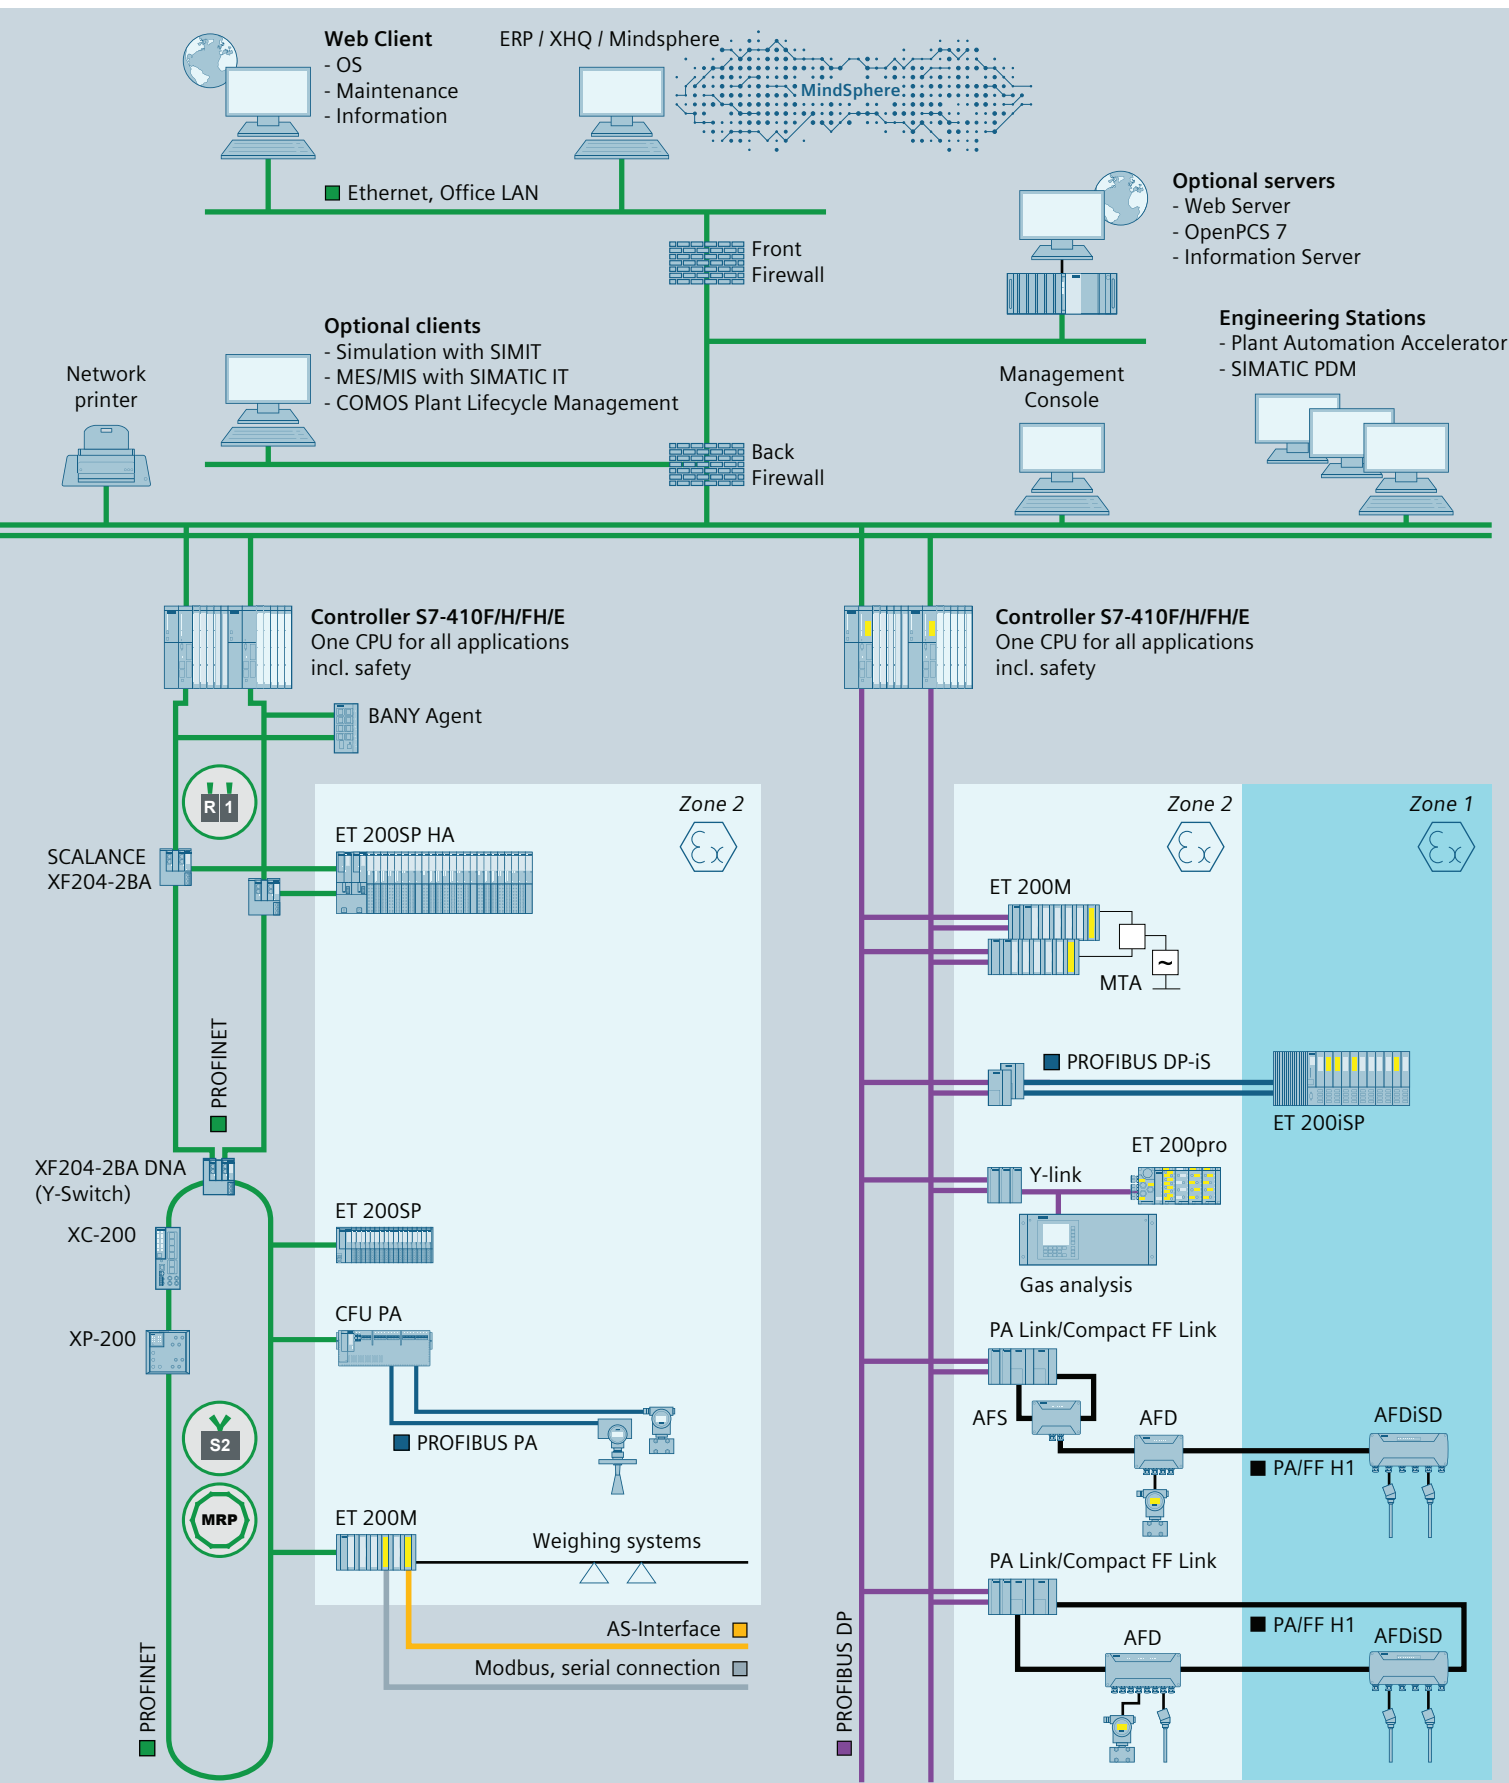 Web Client
- OS
- Maintenance
- Information
ERP / XHQ / Mindsphere
MindSphere
Ethernet, Office LAN
Optional servers
- Web Server
- OpenPCS 7
- Information Server
Front
Firewall
Optional clients
- Simulation with SIMIT
- MES/MIS with SIMATIC IT
- COMOS Plant Lifecycle Management
Engineering Stations
- Plant Automation Accelerator
- SIMATIC PDM
Network
printer
Management
Console
Back
Firewall
Controller S7-410F/H/FH/E
One CPU for all applications
incl. safety
Controller S7-410F/H/FH/E
One CPU for all applications
incl. safety
BANY Agent
R 1
Zone 2
Ex
ET 200SP HA
SCALANCE
XF204-2BA
PROFINET
XF204-2BA DNA
(Y-Switch)
XC-200
ET 200SP
XP-200
CFU PA
PROFIBUS PA
S2
MRP
ET 200M
Weighing systems
AS-Interface
Modbus, serial connection
PROFINET
Zone 2
Ex
Zone 1
Ex
ET 200M
~
MTA
PROFIBUS DP-iS
ET 200iSP
ET 200pro
Y-link
Gas analysis
PA Link/Compact FF Link
AFS
AFD
AFDiSD
PA/FF H1
PA Link/Compact FF Link
PA/FF H1
AFD
AFDiSD
PROFIBUS DP